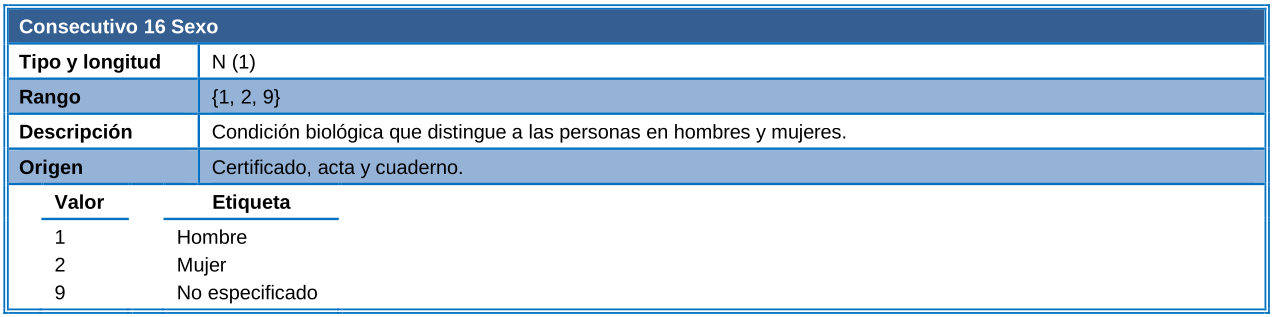 Consecutivo 16 Sexo
Tipo y longitud N (1)
Rango {1, 2, 9}
Descripción Condición biológica que distingue a las personas en hombres y mujeres.
Origen Certificado, acta y cuaderno.
Valor Etiqueta
1 Hombre
2 Mujer
9 No especificado